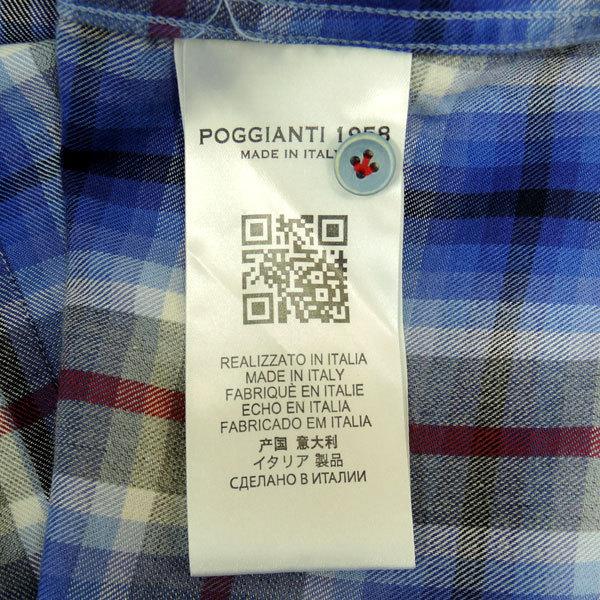 POGGIANTI 1958
MADE IN ITALY
REALIZZATO IN ITALIA
MADE IN ITALY
FABRIQUÈ EN ITALIE
ECHO EN ITALIA
FABRICADO EM ITALIA
产国 意大利
イタリア 製品
СДЕЛАНО В ИТАЛИИ